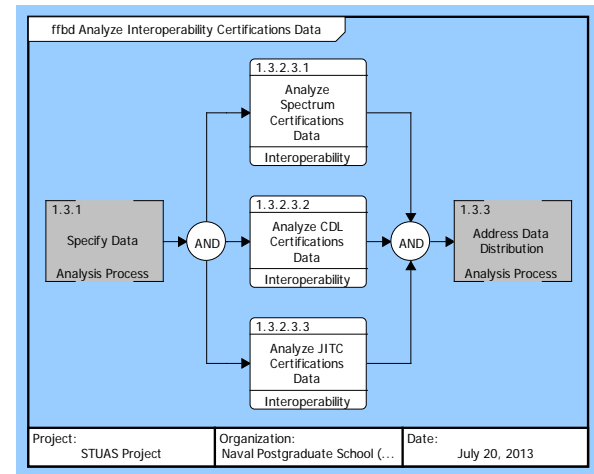 ffbd Analyze Interoperability Certifications Data
1.3.2.3.1
Analyze
Spectrum
Certifications
Data
Interoperability
1.3.1
Specify Data
Analysis Process
AND
1.3.2.3.2
Analyze CDL
Certifications
Data
Interoperability
AND
1.3.3
Address Data
Distribution
Analysis Process
1.3.2.3.3
Analyze JITC
Certifications
Data
Interoperability
Project:
STUAS Project
Organization:
Naval Postgraduate School (...
Date:
July 20, 2013